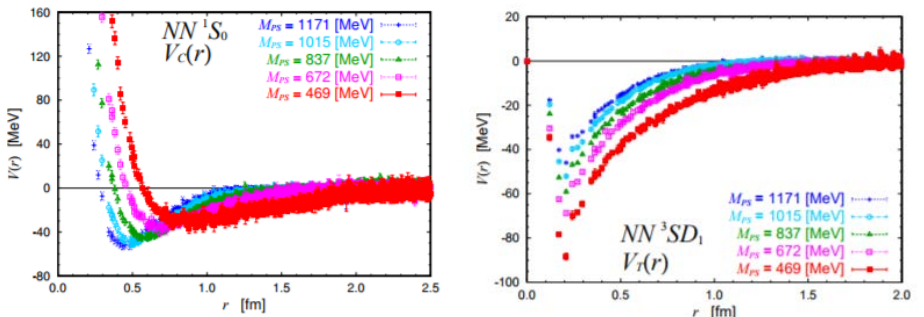 160
120
80
40
0
-40
-80
V(r) [MeV]
0.0 0.5 1.0 1.5 2.0 2.5
r [fm]
NN ¹S₀
V_C(r)
M_PS = 1171 [MeV]
M_PS = 1015 [MeV]
M_PS = 837 [MeV]
M_PS = 672 [MeV]
M_PS = 469 [MeV]
20
0
-20
-40
-60
-80
-100
V(r) [MeV]
0.0 0.5 1.0 1.5 2.0
r [fm]
NN ³SD₁
V_T(r)
M_PS = 1171 [MeV]
M_PS = 1015 [MeV]
M_PS = 837 [MeV]
M_PS = 672 [MeV]
M_PS = 469 [MeV]